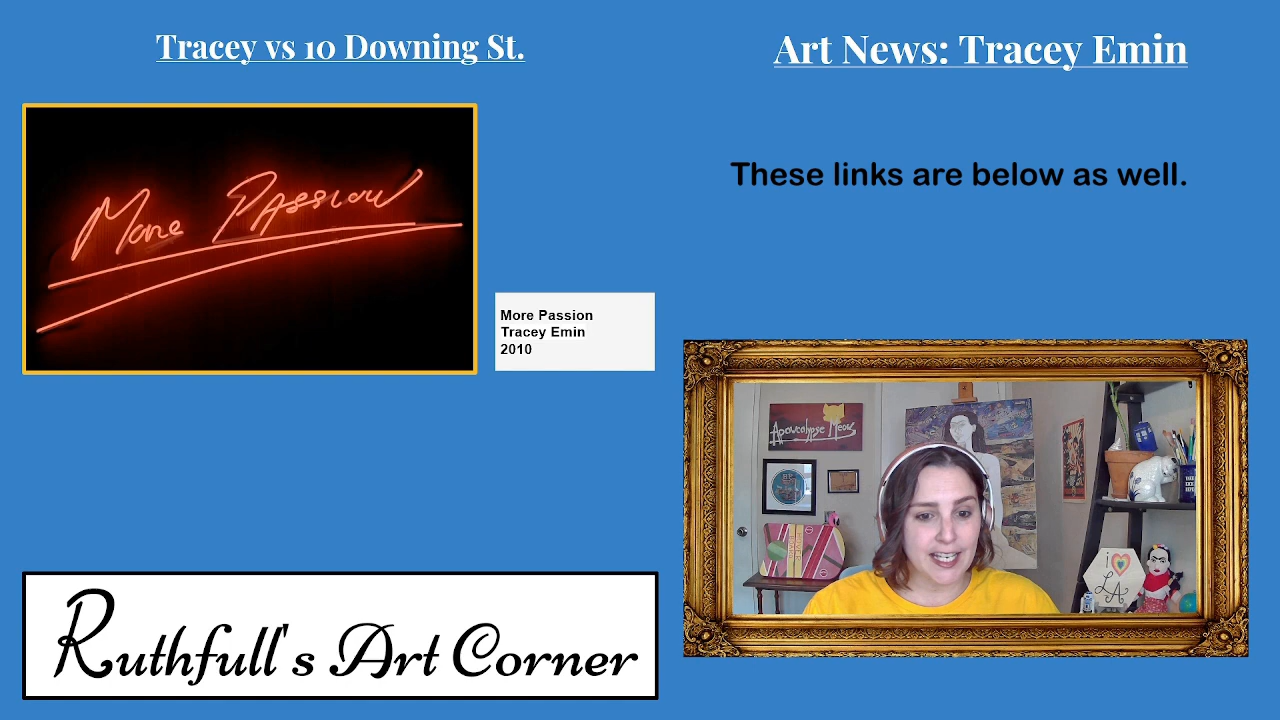 Tracey vs 10 Downing St.
Art News: Tracey Emin
More Passion
These links are below as well.
More Passion
Tracey Emin
2010
Apocalypse Meow
i
LA
Ruthfull's Art Corner